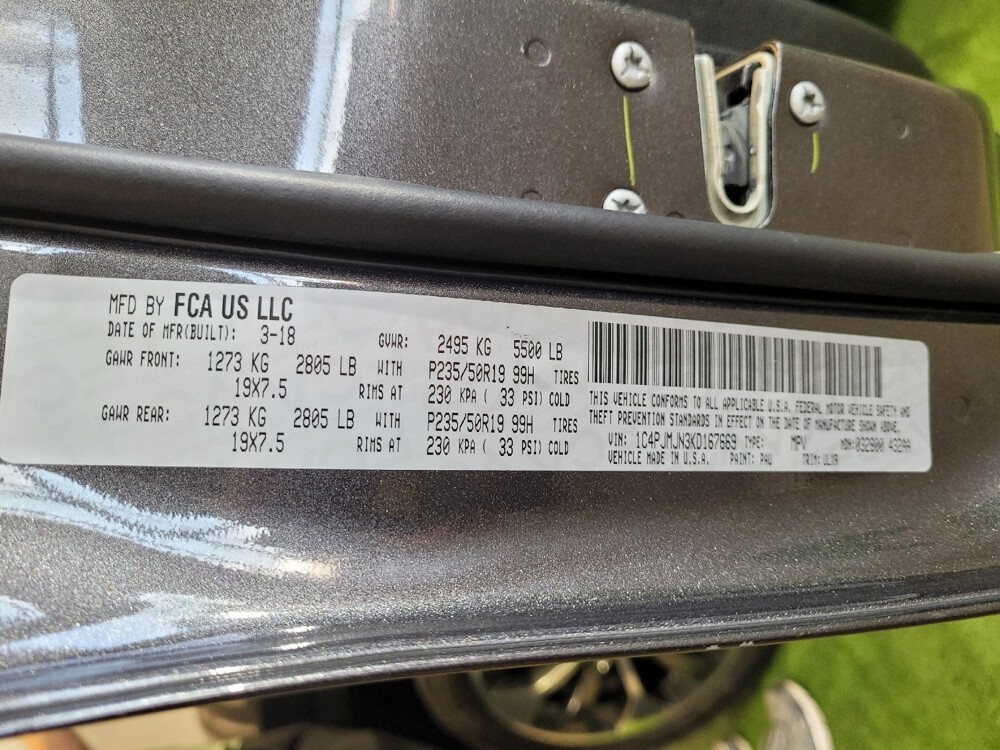 MFD BY FCA US LLC
DATE OF MFR(BUILT): 3-18 GVWR: 2495 KG 5500 LB
GAWR FRONT: 1273 KG 2805 LB WITH P235/50R19 99H TIRES
19X7.5 RIMS AT 230 KPA ( 33 PSI) COLD
GAWR REAR: 1273 KG 2805 LB WITH P235/50R19 99H TIRES
19X7.5 RIMS AT 230 KPA ( 33 PSI) COLD
THIS VEHICLE CONFORMS TO ALL APPLICABLE U.S.A. FEDERAL MOTOR VEHICLE SAFETY AND
THEFT PREVENTION STANDARDS IN EFFECT ON THE DATE OF MANUFACTURE SHOWN ABOVE.
VIN: 1C4PJMJN3KD167669 TYPE: MPV MDH:
VEHICLE MADE IN U.S.A. PAINT: PAU TRIM: